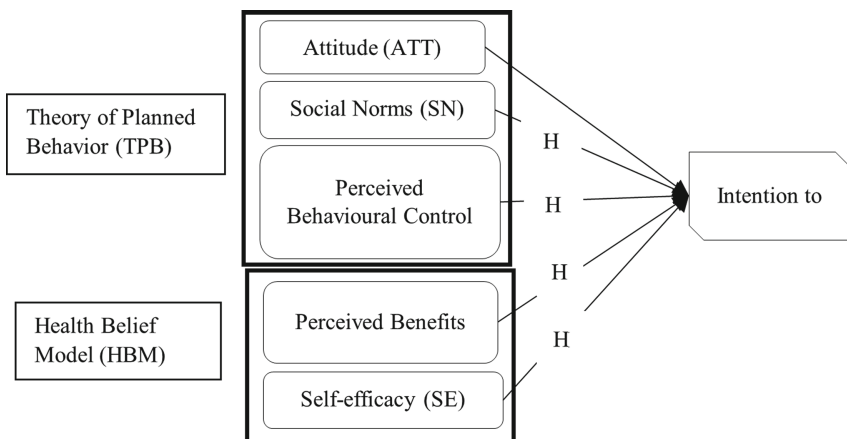 Theory of Planned
Behavior (TPB)
Attitude (ATT)
Social Norms (SN)
Perceived
Behavioural Control
H
H
H
H
Intention to
Health Belief
Model (HBM)
Perceived Benefits
Self-efficacy (SE)